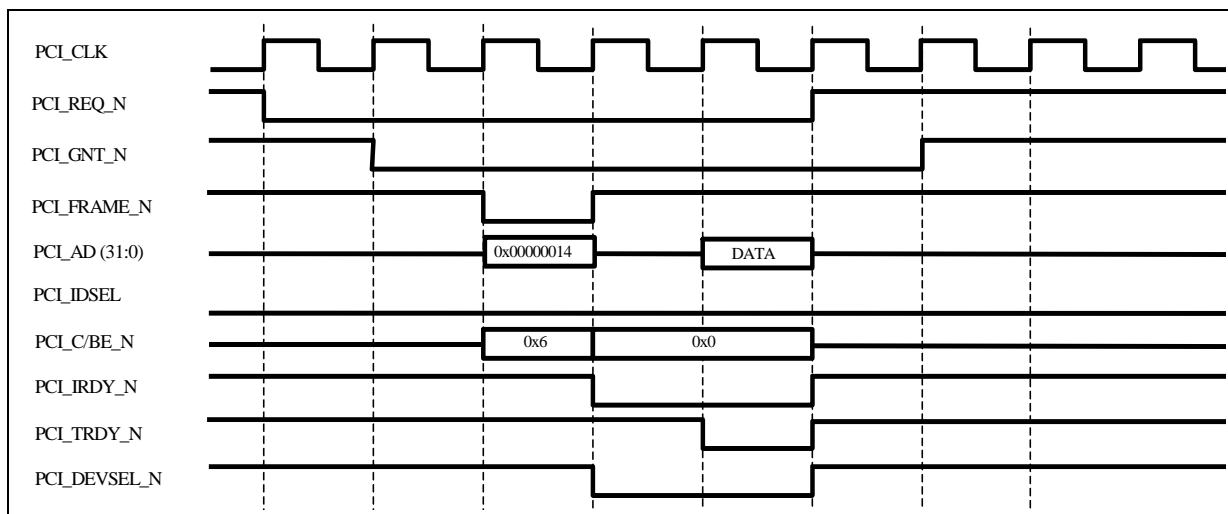 PCI_CLK
PCI_REQ_N
PCI_GNT_N
PCI_FRAME_N
PCI_AD (31:0) 0x00000014 DATA
PCI_IDSEL
PCI_C/BE_N 0x6 0x0
PCI_IRDY_N
PCI_TRDY_N
PCI_DEVSEL_N